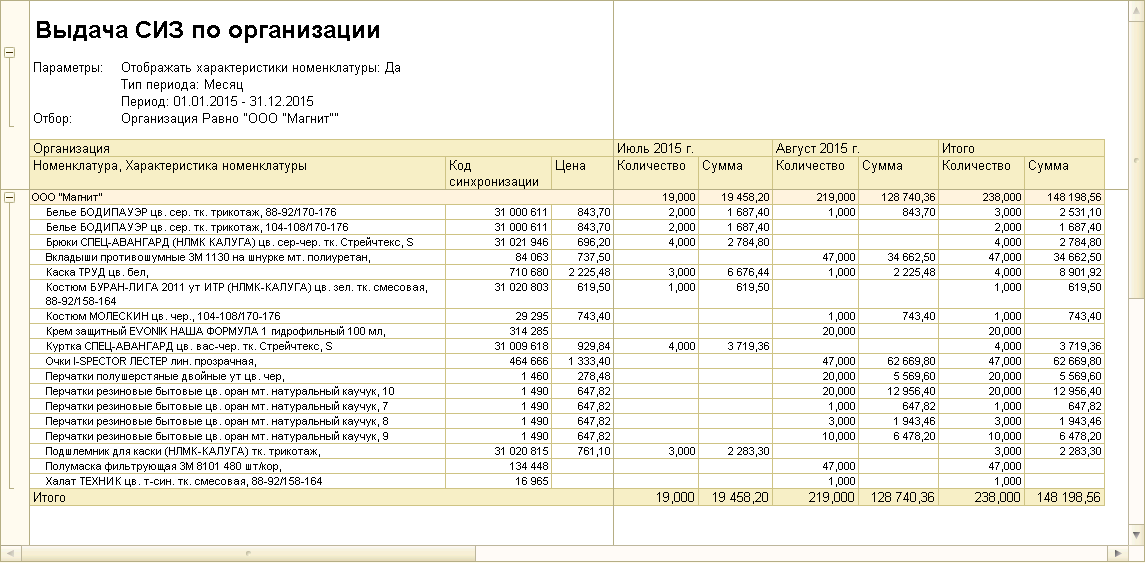 Выдача СИЗ по организации
Параметры: Отображать характеристики номенклатуры: Да
Тип периода: Месяц
Период: 01.01.2015 - 31.12.2015
Отбор: Организация Равно "ООО "Магнит""
Организация Июль 2015 г. Август 2015 г. Итого
Номенклатура, Характеристика номенклатуры Код синхронизации Цена Количество Сумма Количество Сумма Количество Сумма
ООО "Магнит" 19,000 19 458,20 219,000 128 740,36 238,000 148 198,56
Белье БОДИПАУЭР цв. сер. тк. трикотаж, 88-92/170-176 31 000 611 843,70 2,000 1 687,40 1,000 843,70 3,000 2 531,10
Белье БОДИПАУЭР цв. сер. тк. трикотаж, 104-108/170-176 31 000 611 843,70 2,000 1 687,40 2,000 1 687,40
Брюки СПЕЦ-АВАНГАРД (НЛМК КАЛУГА) цв. сер-чер. тк. Стрейчтекс, S 31 021 946 696,20 4,000 2 784,80 4,000 2 784,80
Вкладыши противошумные 3М 1130 на шнурке мт. полиуретан, 84 063 737,50 47,000 34 662,50 47,000 34 662,50
Каска ТРУД цв. бел, 710 680 2 225,48 3,000 6 676,44 1,000 2 225,48 4,000 8 901,92
Костюм БУРАН-ЛИГА 2011 ут ИТР (НЛМК-КАЛУГА) цв. зел. тк. смесовая, 31 020 803 619,50 1,000 619,50 1,000 619,50
88-92/158-164
Костюм МОЛЕСКИН цв. чер., 104-108/170-176 29 295 743,40 1,000 743,40 1,000 743,40
Крем защитный EVONIK НАША ФОРМУЛА 1 гидрофильный 100 мл, 314 285 20,000 20,000
Куртка СПЕЦ-АВАНГАРД цв. вас-чер. тк. Стрейчтекс, S 31 009 618 929,84 4,000 3 719,36 4,000 3 719,36
Очки I-SPECTOR ЛЕСТЕР лин. прозрачная, 464 666 1 333,40 47,000 62 669,80 47,000 62 669,80
Перчатки полушерстяные двойные ут цв. чер, 1 460 278,48 20,000 5 569,60 20,000 5 569,60
Перчатки резиновые бытовые цв. оран мт. натуральный каучук, 10 1 490 647,82 20,000 12 956,40 20,000 12 956,40
Перчатки резиновые бытовые цв. оран мт. натуральный каучук, 7 1 490 647,82 1,000 647,82 1,000 647,82
Перчатки резиновые бытовые цв. оран мт. натуральный каучук, 8 1 490 647,82 3,000 1 943,46 3,000 1 943,46
Перчатки резиновые бытовые цв. оран мт. натуральный каучук, 9 1 490 647,82 10,000 6 478,20 10,000 6 478,20
Подшлемник для каски (НЛМК-КАЛУГА) тк. трикотаж, 31 020 815 761,10 3,000 2 283,30 3,000 2 283,30
Полумаска фильтрующая 3М 8101 480 шт/кор, 134 448 47,000 47,000
Халат ТЕХНИК цв. т-син. тк. смесовая, 88-92/158-164 16 965 1,000 1,000
Итого 19,000 19 458,20 219,000 128 740,36 238,000 148 198,56